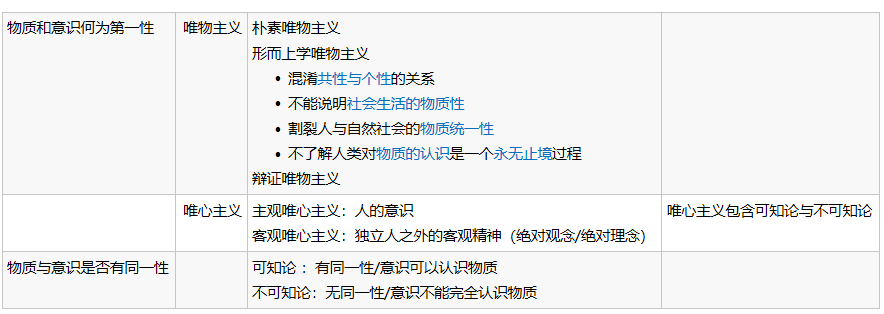 物质和意识何为第一性
唯物主义
朴素唯物主义
形而上学唯物主义
• 混淆共性与个性的关系
• 不能说明社会生活的物质性
• 割裂人与自然社会的物质统一性
• 不了解人类对物质的认识是一个永无止境过程
辩证唯物主义
唯心主义
主观唯心主义：人的意识
客观唯心主义：独立人之外的客观精神（绝对观念/绝对理念）
唯心主义包含可知论与不可知论
物质与意识是否有同一性
可知论 ：有同一性/意识可以认识物质
不可知论：无同一性/意识不能完全认识物质